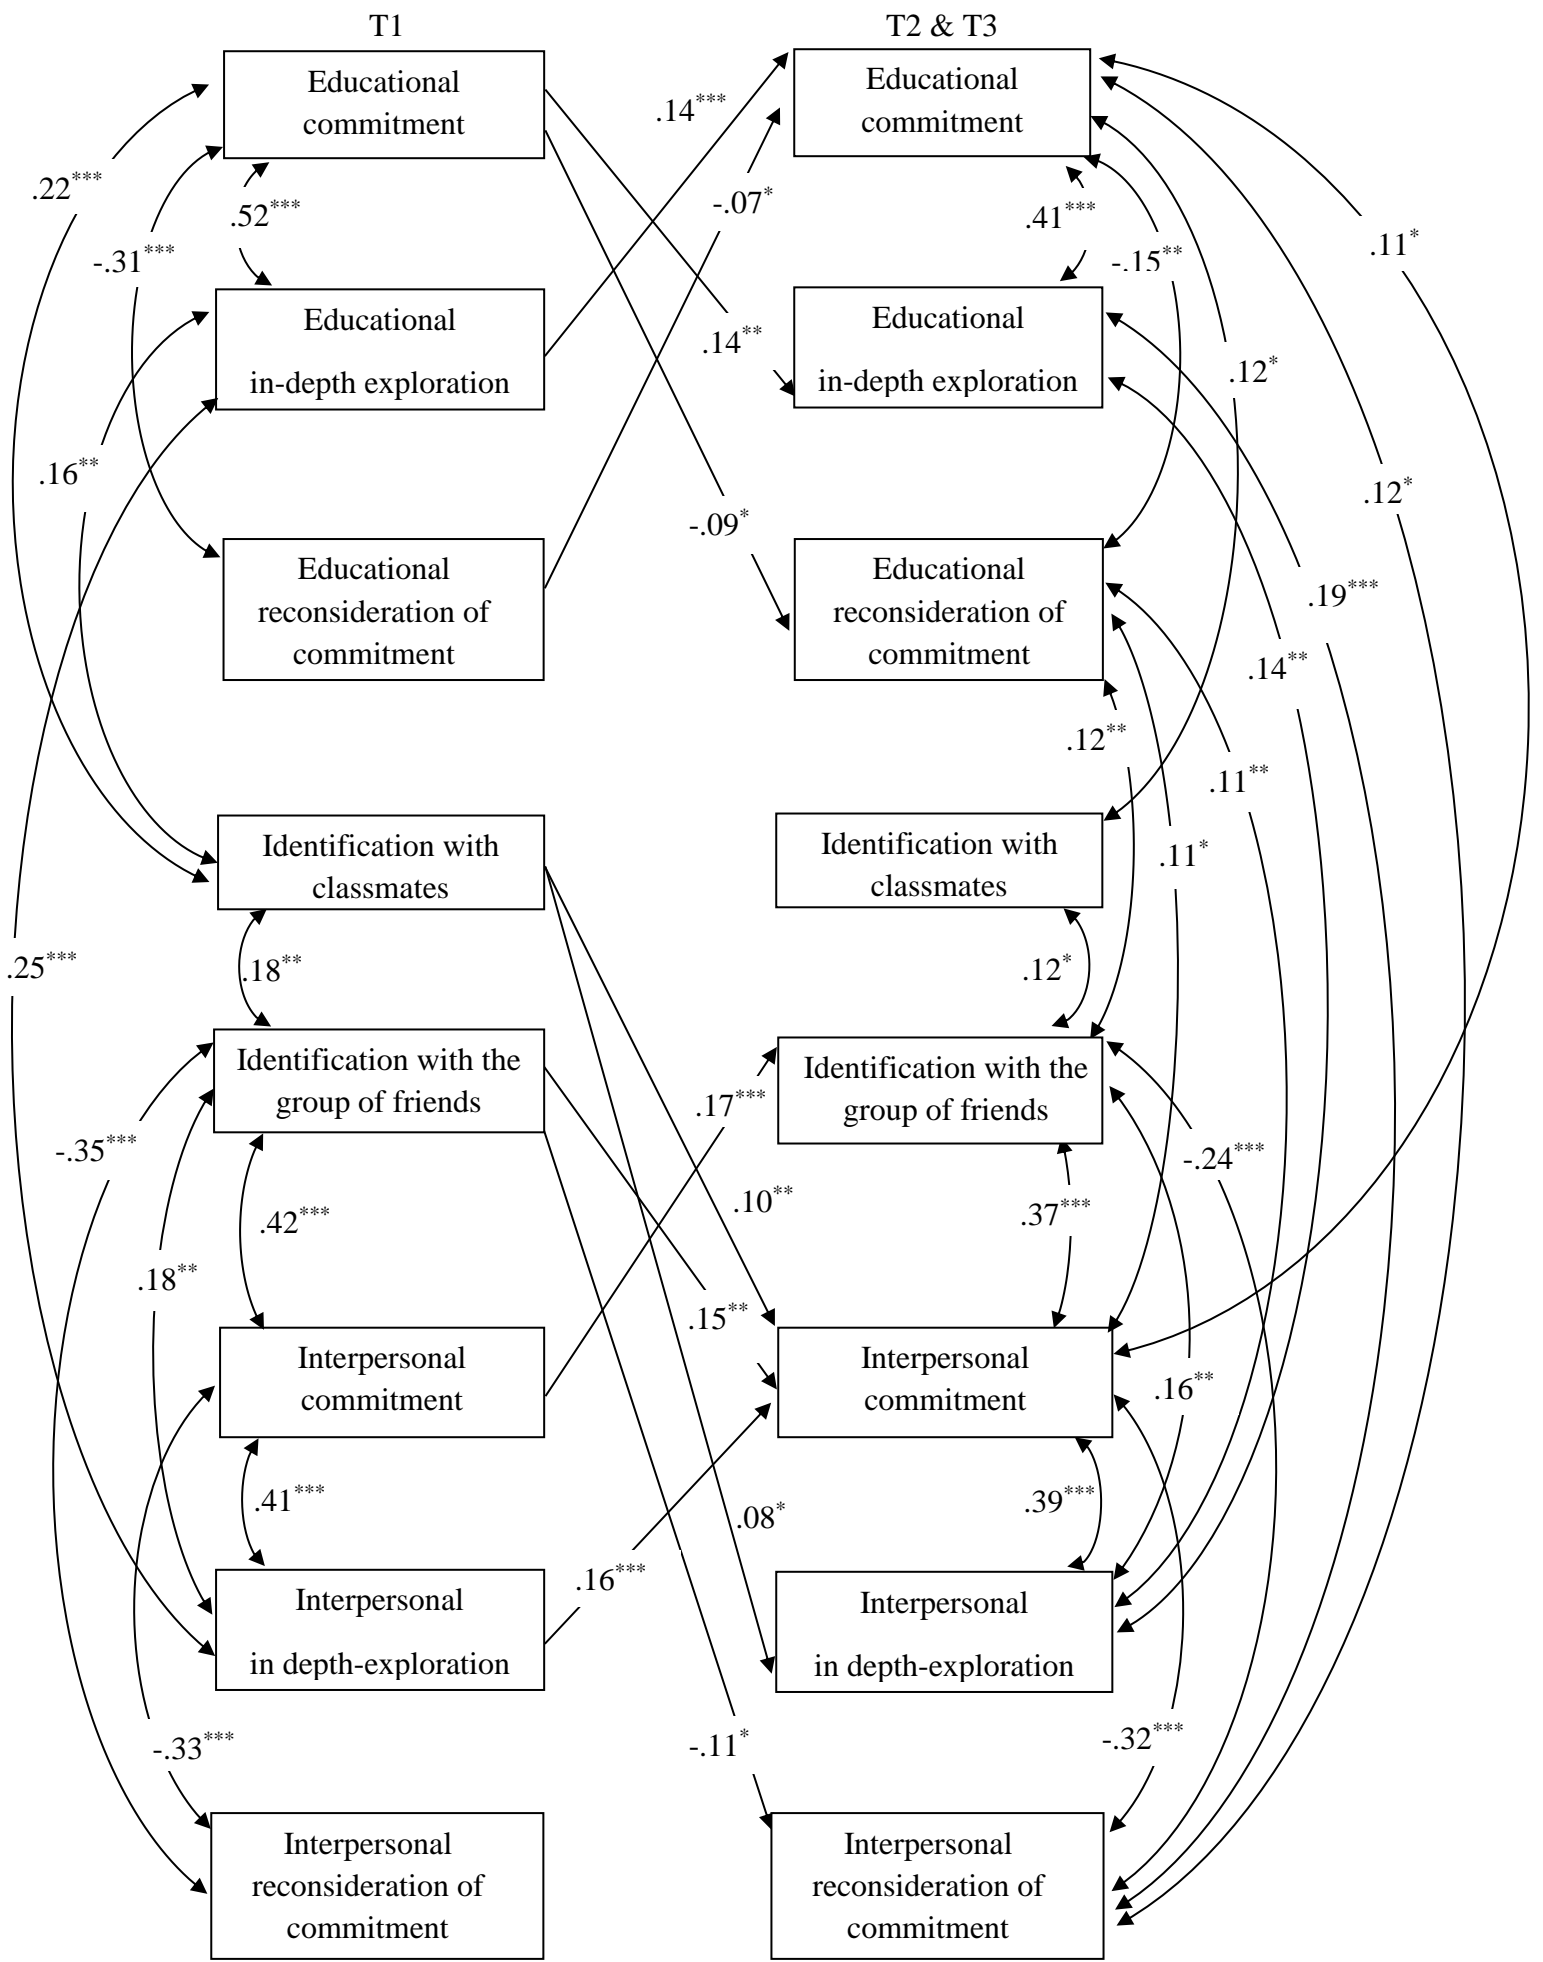 T1
T2 & T3
Educational
commitment
Educational
commitment
.14***
.22***
.52***
-.07*
.41***
-.31***
-.15**
.11*
Educational
in-depth exploration
Educational
in-depth exploration
.14**
.12*
.16**
-.09*
.12*
Educational
reconsideration of
commitment
Educational
reconsideration of
commitment
.19***
.14**
.12**
.11**
Identification with
classmates
Identification with
classmates
.11*
.25***
.18**
.12*
Identification with the
group of friends
Identification with the
group of friends
.17***
-.35***
-.24***
.10**
.42***
.37***
.18**
.15**
Interpersonal
commitment
Interpersonal
commitment
.16**
.41***
.39***
.08*
.16***
Interpersonal
in depth-exploration
Interpersonal
in depth-exploration
-.33***
-.11*
-.32***
Interpersonal
reconsideration of
commitment
Interpersonal
reconsideration of
commitment